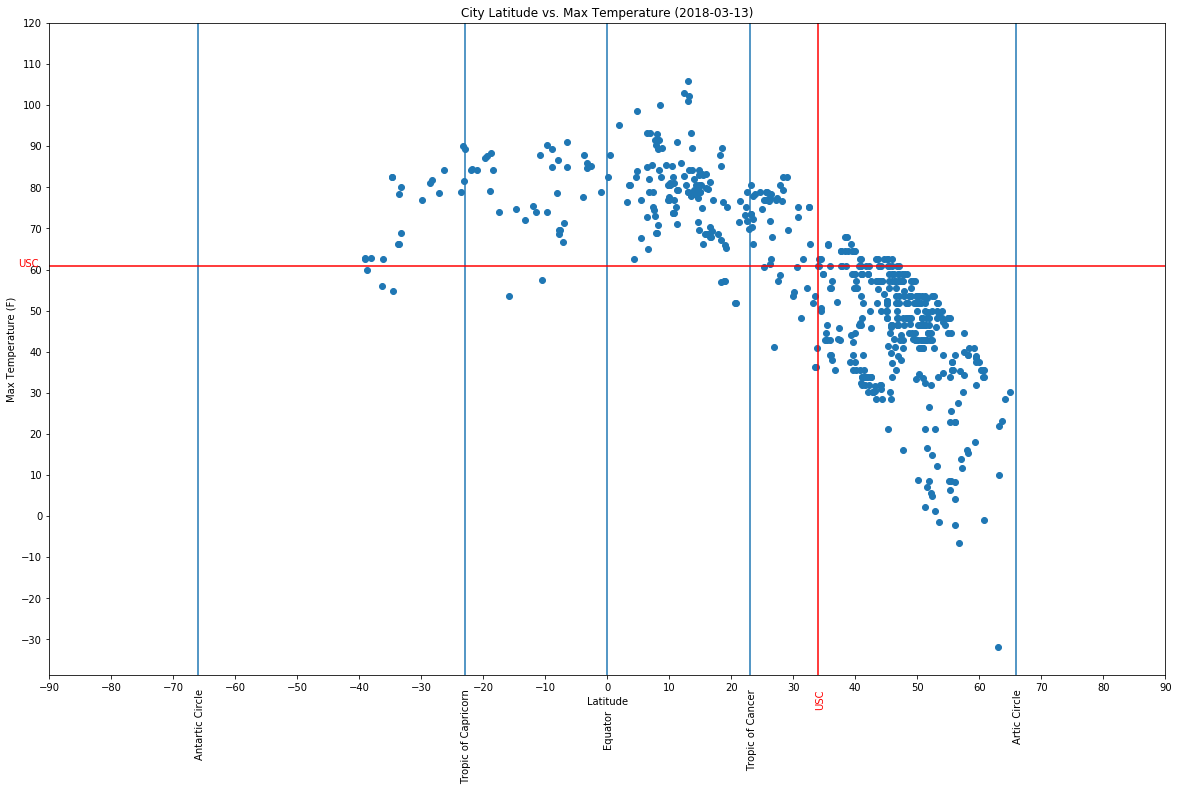 City Latitude vs. Max Temperature (2018-03-13)
120
110
100
90
80
70
60
50
40
30
20
10
0
−10
−20
−30
USC
Max Temperature (F)
−90 −80 −70 −60 −50 −40 −30 −20 −10 0 10 20 30 40 50 60 70 80 90
Latitude
Antartic Circle
Tropic of Capricorn
Equator
Tropic of Cancer
USC
Artic Circle